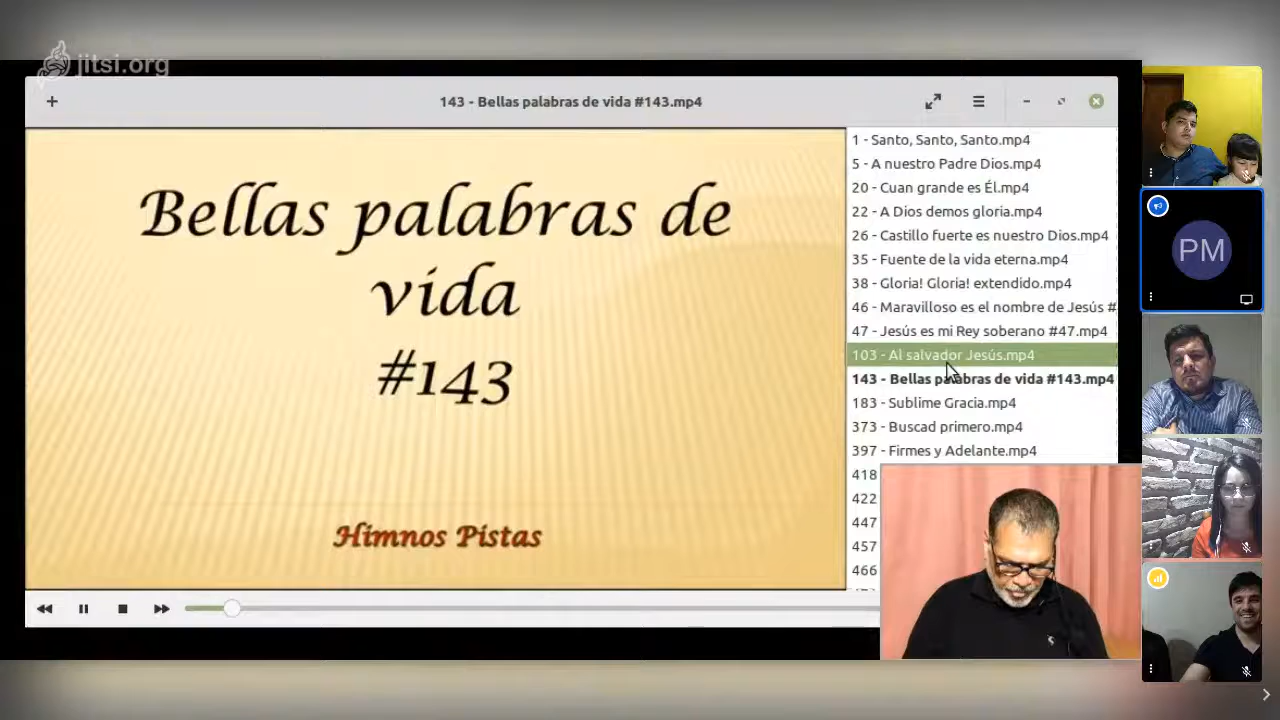 jitsi.org
143 - Bellas palabras de vida #143.mp4
Bellas palabras de
vida
#143
Himnos Pistas
1 - Santo, Santo, Santo.mp4
5 - A nuestro Padre Dios.mp4
20 - Cuan grande es Él.mp4
22 - A Dios demos gloria.mp4
26 - Castillo fuerte es nuestro Dios.mp4
35 - Fuente de la vida eterna.mp4
38 - Gloria! Gloria! extendido.mp4
46 - Maravilloso es el nombre de Jesús #
47 - Jesús es mi Rey soberano #47.mp4
103 - Al salvador Jesús.mp4
143 - Bellas palabras de vida #143.mp4
183 - Sublime Gracia.mp4
373 - Buscad primero.mp4
397 - Firmes y Adelante.mp4
418
422
447
457
466
PM